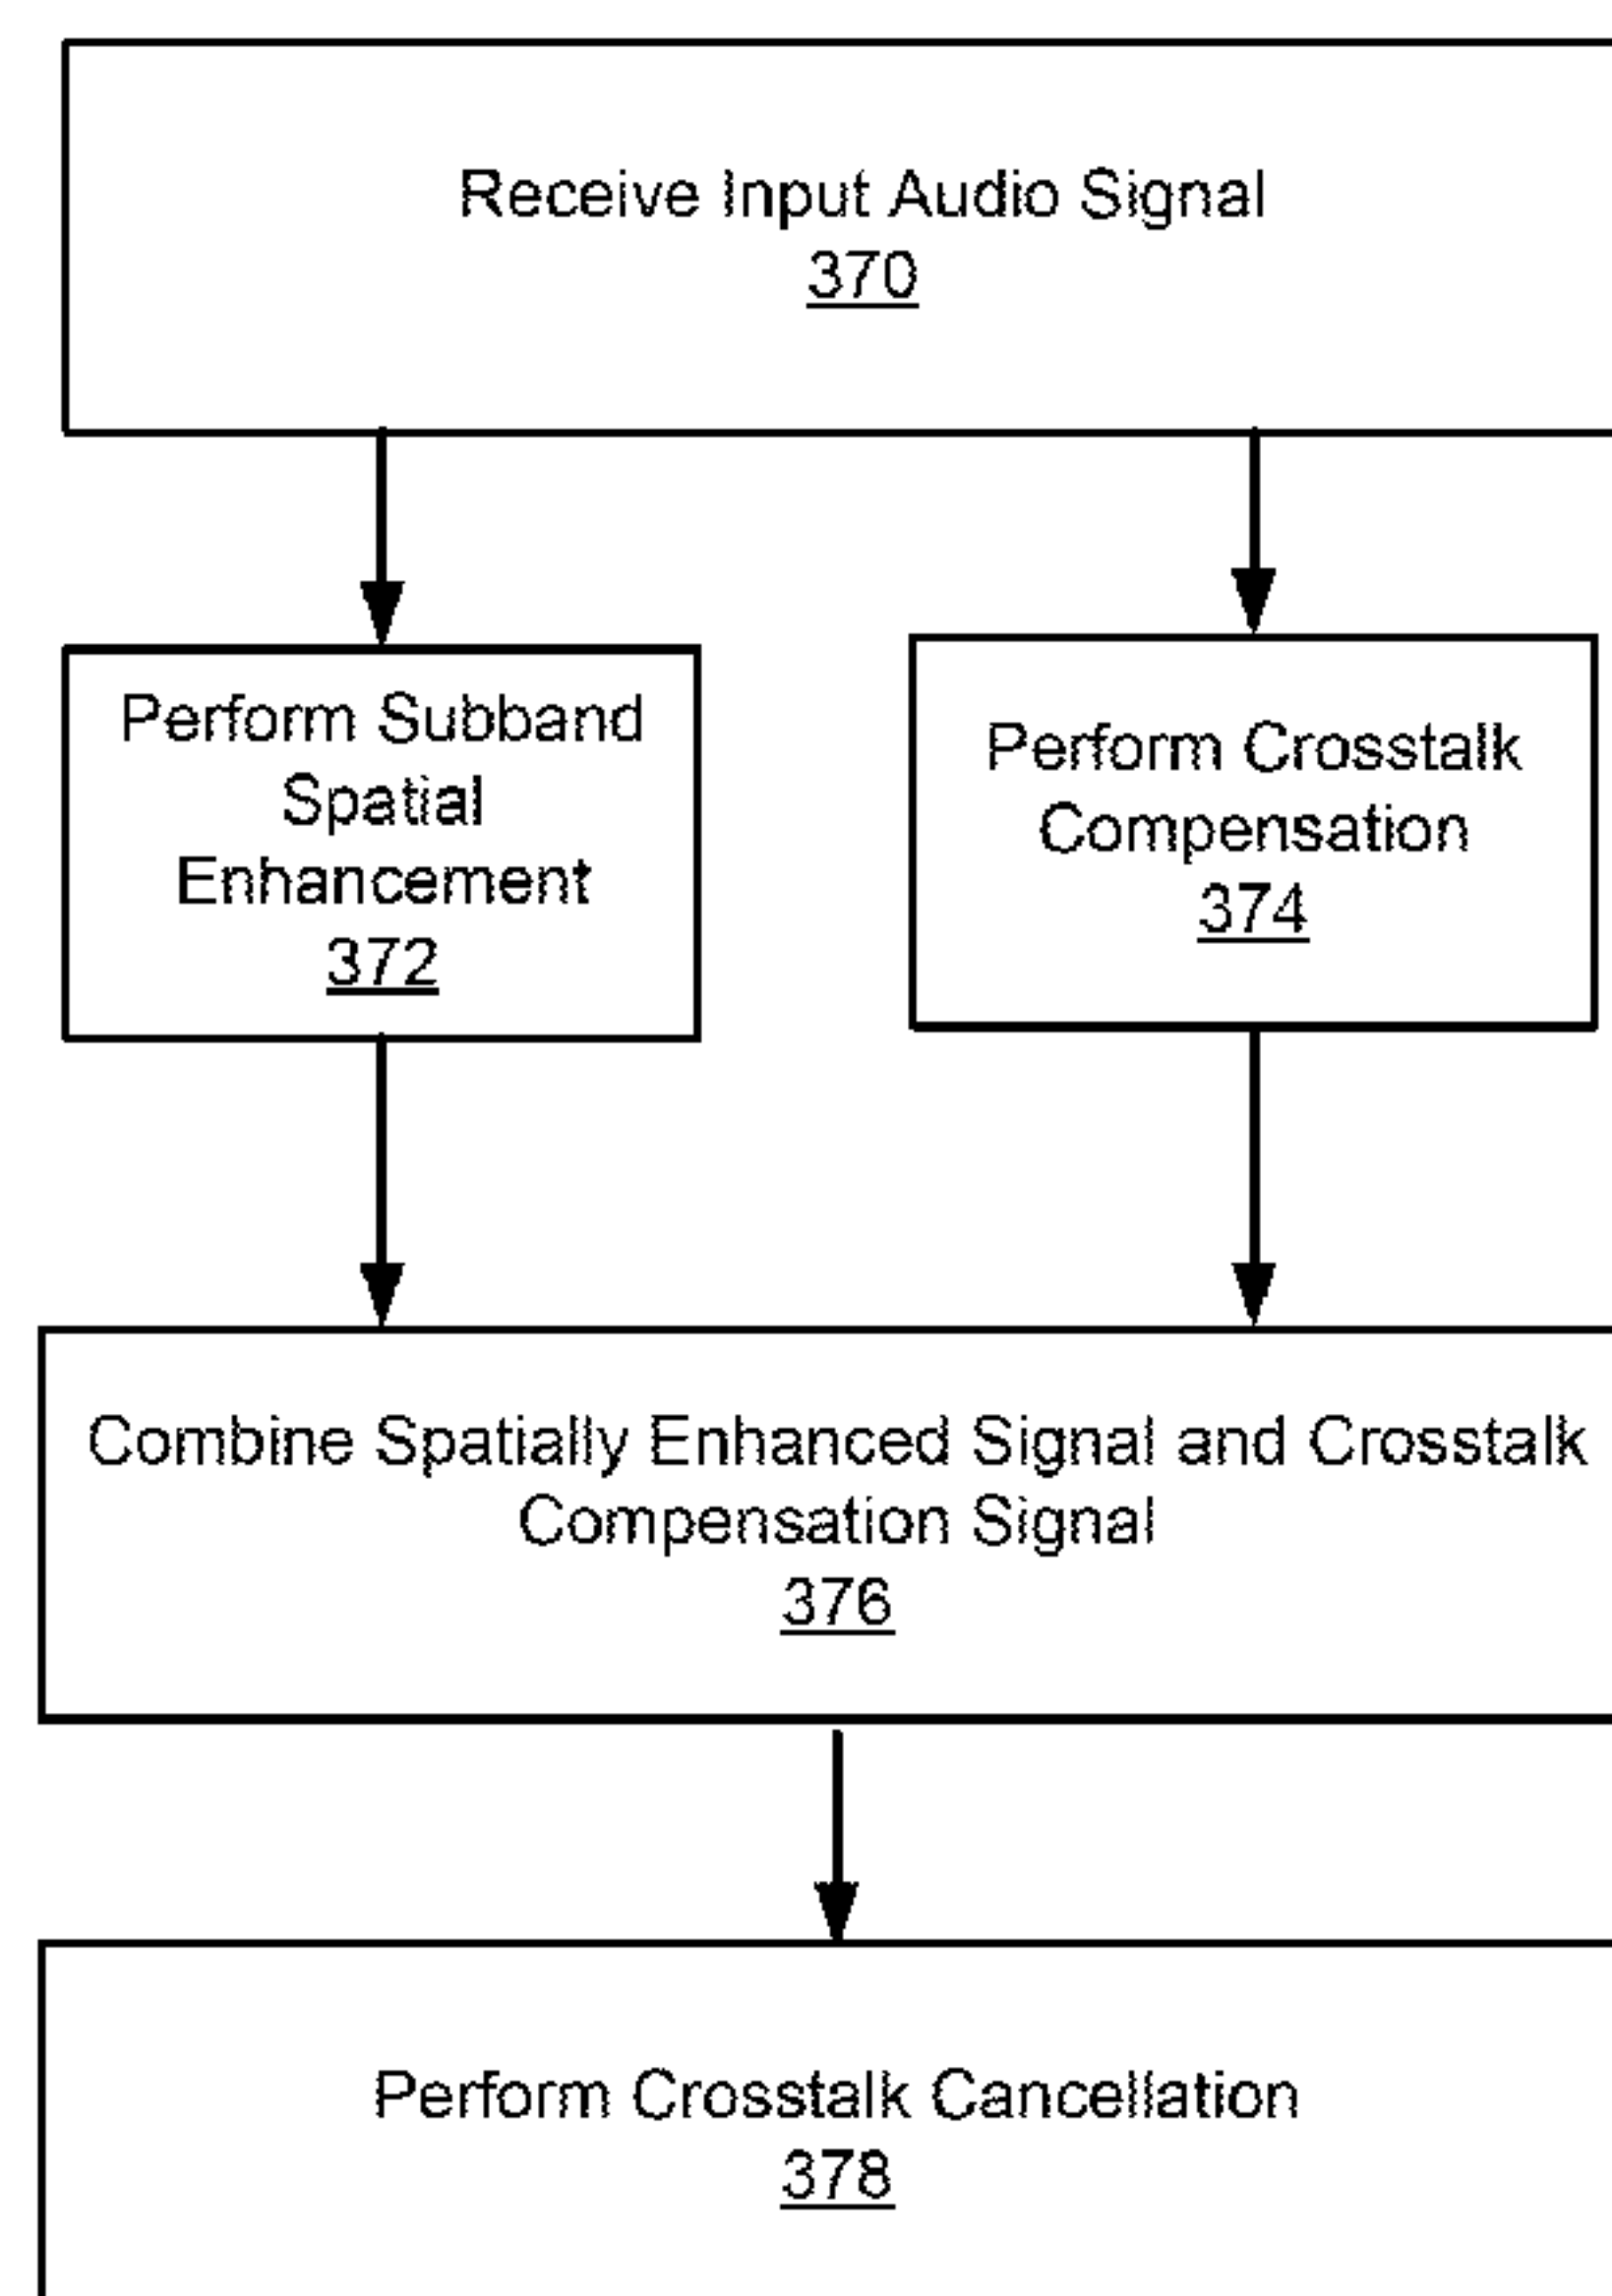 Receive Input Audio Signal
370
Perform Subband
Spatial
Enhancement
372
Perform Crosstalk
Compensation
374
Combine Spatially Enhanced Signal and Crosstalk
Compensation Signal
376
Perform Crosstalk Cancellation
378